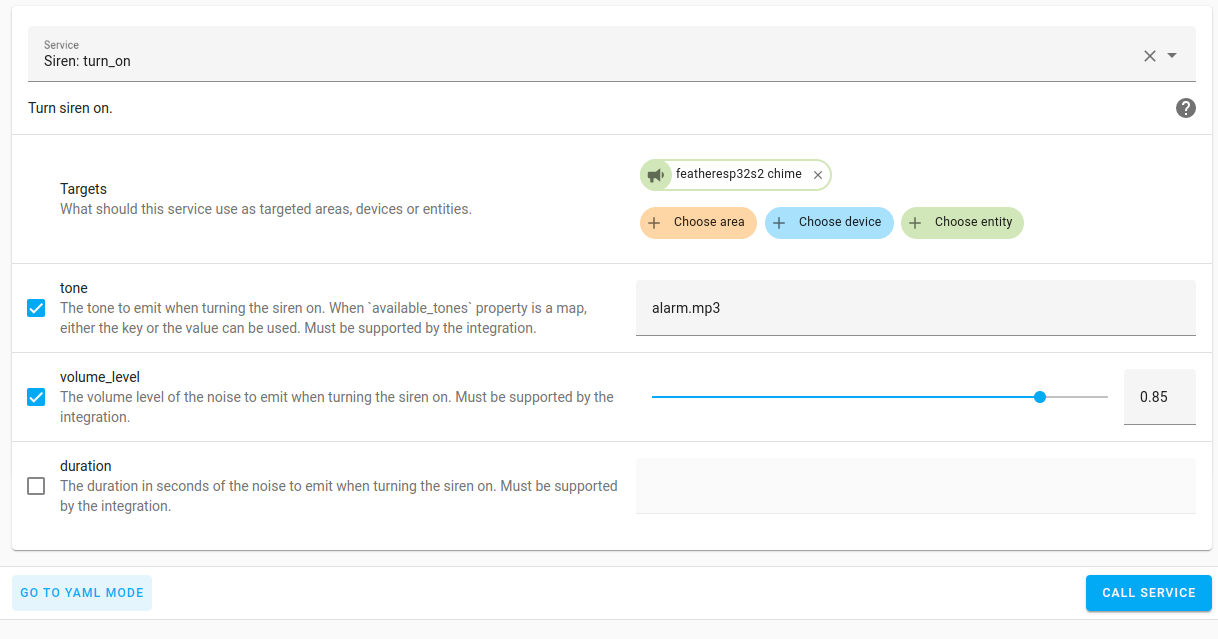 Service
Siren: turn_on
Turn siren on.
Targets
What should this service use as targeted areas, devices or entities.
featheresp32s2 chime
Choose area
Choose device
Choose entity
tone
The tone to emit when turning the siren on. When `available_tones` property is a map,
either the key or the value can be used. Must be supported by the integration.
alarm.mp3
volume_level
The volume level of the noise to emit when turning the siren on. Must be supported by the
integration.
0.85
duration
The duration in seconds of the noise to emit when turning the siren on. Must be supported
by the integration.
GO TO YAML MODE
CALL SERVICE